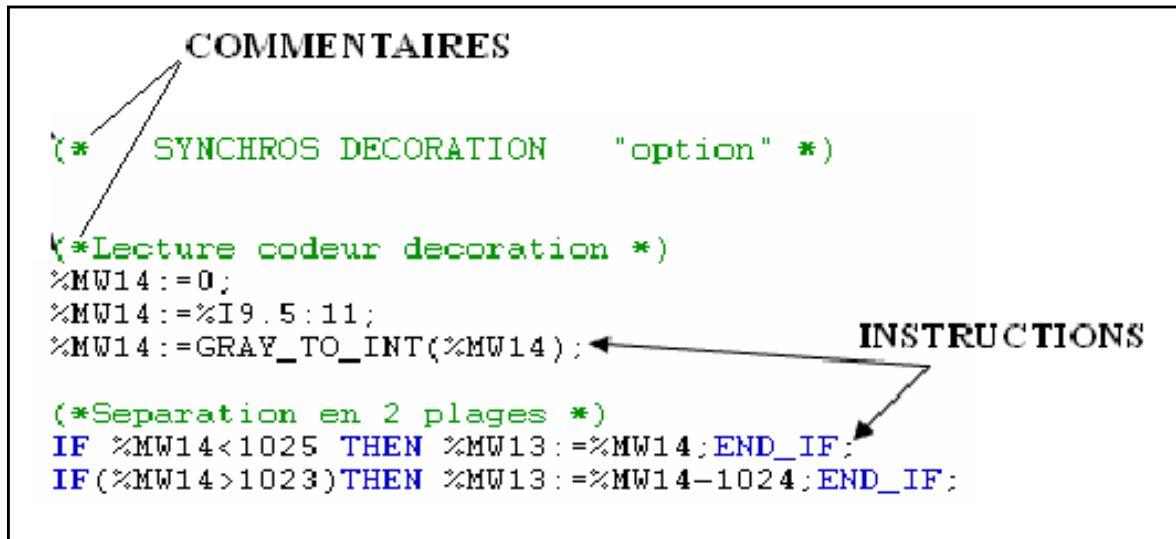 COMMENTAIRES
(* SYNCHROS DECORATION "option" *)
(*Lecture codeur decoration *)
%MW14:=0;
%MW14:=%I9.5:11;
%MW14:=GRAY_TO_INT(%MW14);
INSTRUCTIONS
(*Separation en 2 plages *)
IF %MW14<1025 THEN %MW13:=%MW14;END_IF;
IF(%MW14>1023)THEN %MW13:=%MW14-1024;END_IF;